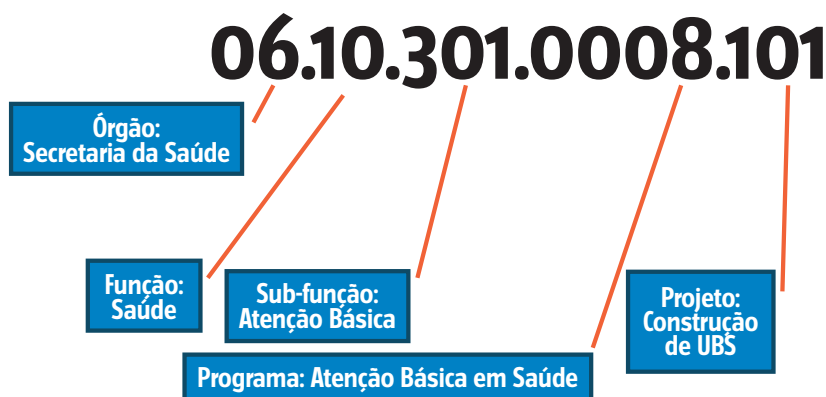 06.10.301.0008.101
Órgão:
Secretaria da Saúde
Função:
Saúde
Sub-função:
Atenção Básica
Projeto:
Construção
de UBS
Programa: Atenção Básica em Saúde